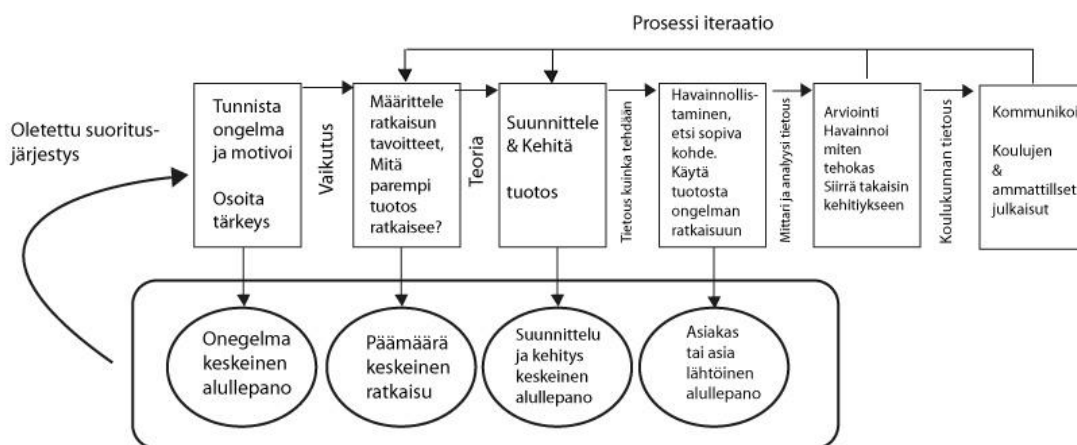 Prosessi iteraatio
Oletettu suoritus-
järjestys
Tunnista
ongelma
ja motivoi
Osoita
tärkeys
Vaikutus
Määrittele
ratkaisun
tavoitteet,
Mitä
parempi
tuotos
ratkaisee?
Teoria
Suunnittele
& Kehitä
tuotos
Tietous kuinka tehdään
Havainnollis-
taminen,
etsi sopiva
kohde.
Käytä
tuotosta
ongelman
ratkaisuun
Mittari ja analyysi tietous
Arviointi
Havainnoi
miten
tehokas
Siirrä takaisin
kehitiykseen
Koulukunnan tietous
Kommunikoi
Koulujen
&
ammattillset
julkaisut
Onegelma
keskeinen
alullepano
Päämäärä
keskeinen
ratkaisu
Suunnittelu
ja kehitys
keskeinen
alullepano
Asiakas
tai asia
lähtöinen
alullepano